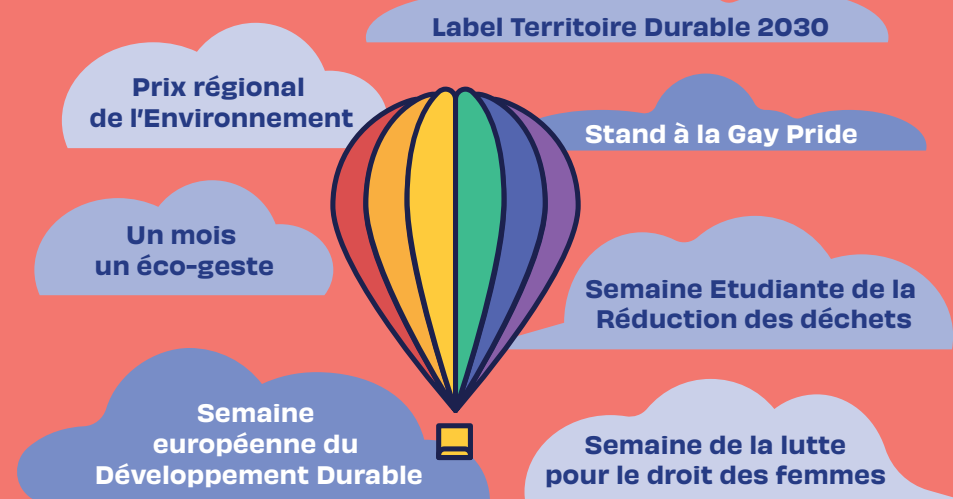 Label Territoire Durable 2030
Prix régional
de l'Environnement
Stand à la Gay Pride
Un mois
un éco-geste
Semaine Etudiante de la
Réduction des déchets
Semaine
européenne du
Développement Durable
Semaine de la lutte
pour le droit des femmes